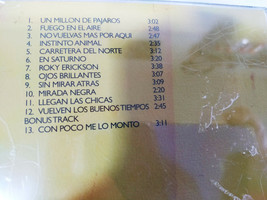 1. UN MILLON DE PAJAROS 3:02
2. FUEGO EN EL AIRE 2:48
3. NO VUELVAS MAS POR AQUI 2:47
4. INSTINTO ANIMAL 2:35
5. CARRETERA DEL NORTE 3:12
6. EN SATURNO 3:20
7. ROKY ERICKSON 3:38
8. OJOS BRILLANTES 3:07
9. SIN MIRAR ATRAS 3:09
10. MIRADA NEGRA 2:20
11. LLEGAN LAS CHICAS 3:31
12. VUELVEN LOS BUENOS TIEMPOS 2:45
BONUS TRACK
13. CON POCO ME LO MONTO 3:11